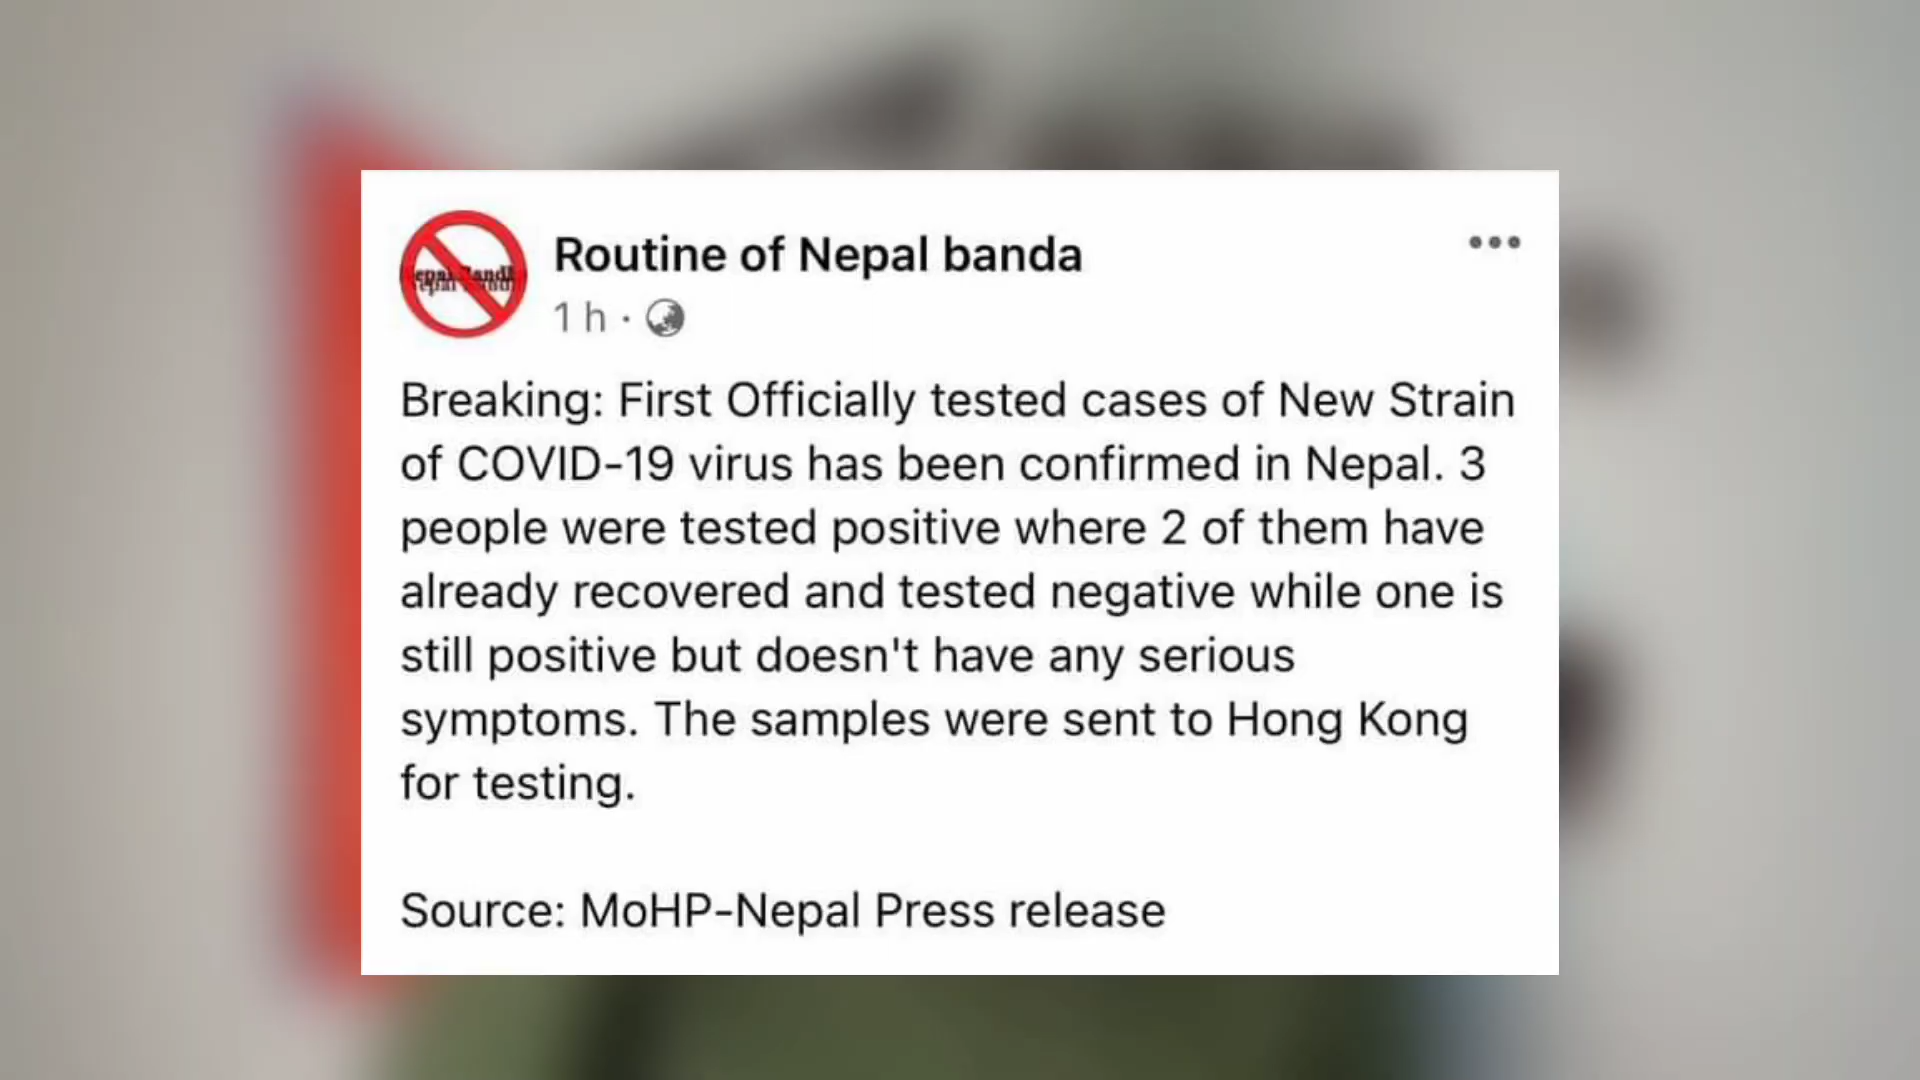 Routine of Nepal banda
1 h ·
Breaking: First Officially tested cases of New Strain
of COVID-19 virus has been confirmed in Nepal. 3
people were tested positive where 2 of them have
already recovered and tested negative while one is
still positive but doesn't have any serious
symptoms. The samples were sent to Hong Kong
for testing.
Source: MoHP-Nepal Press release